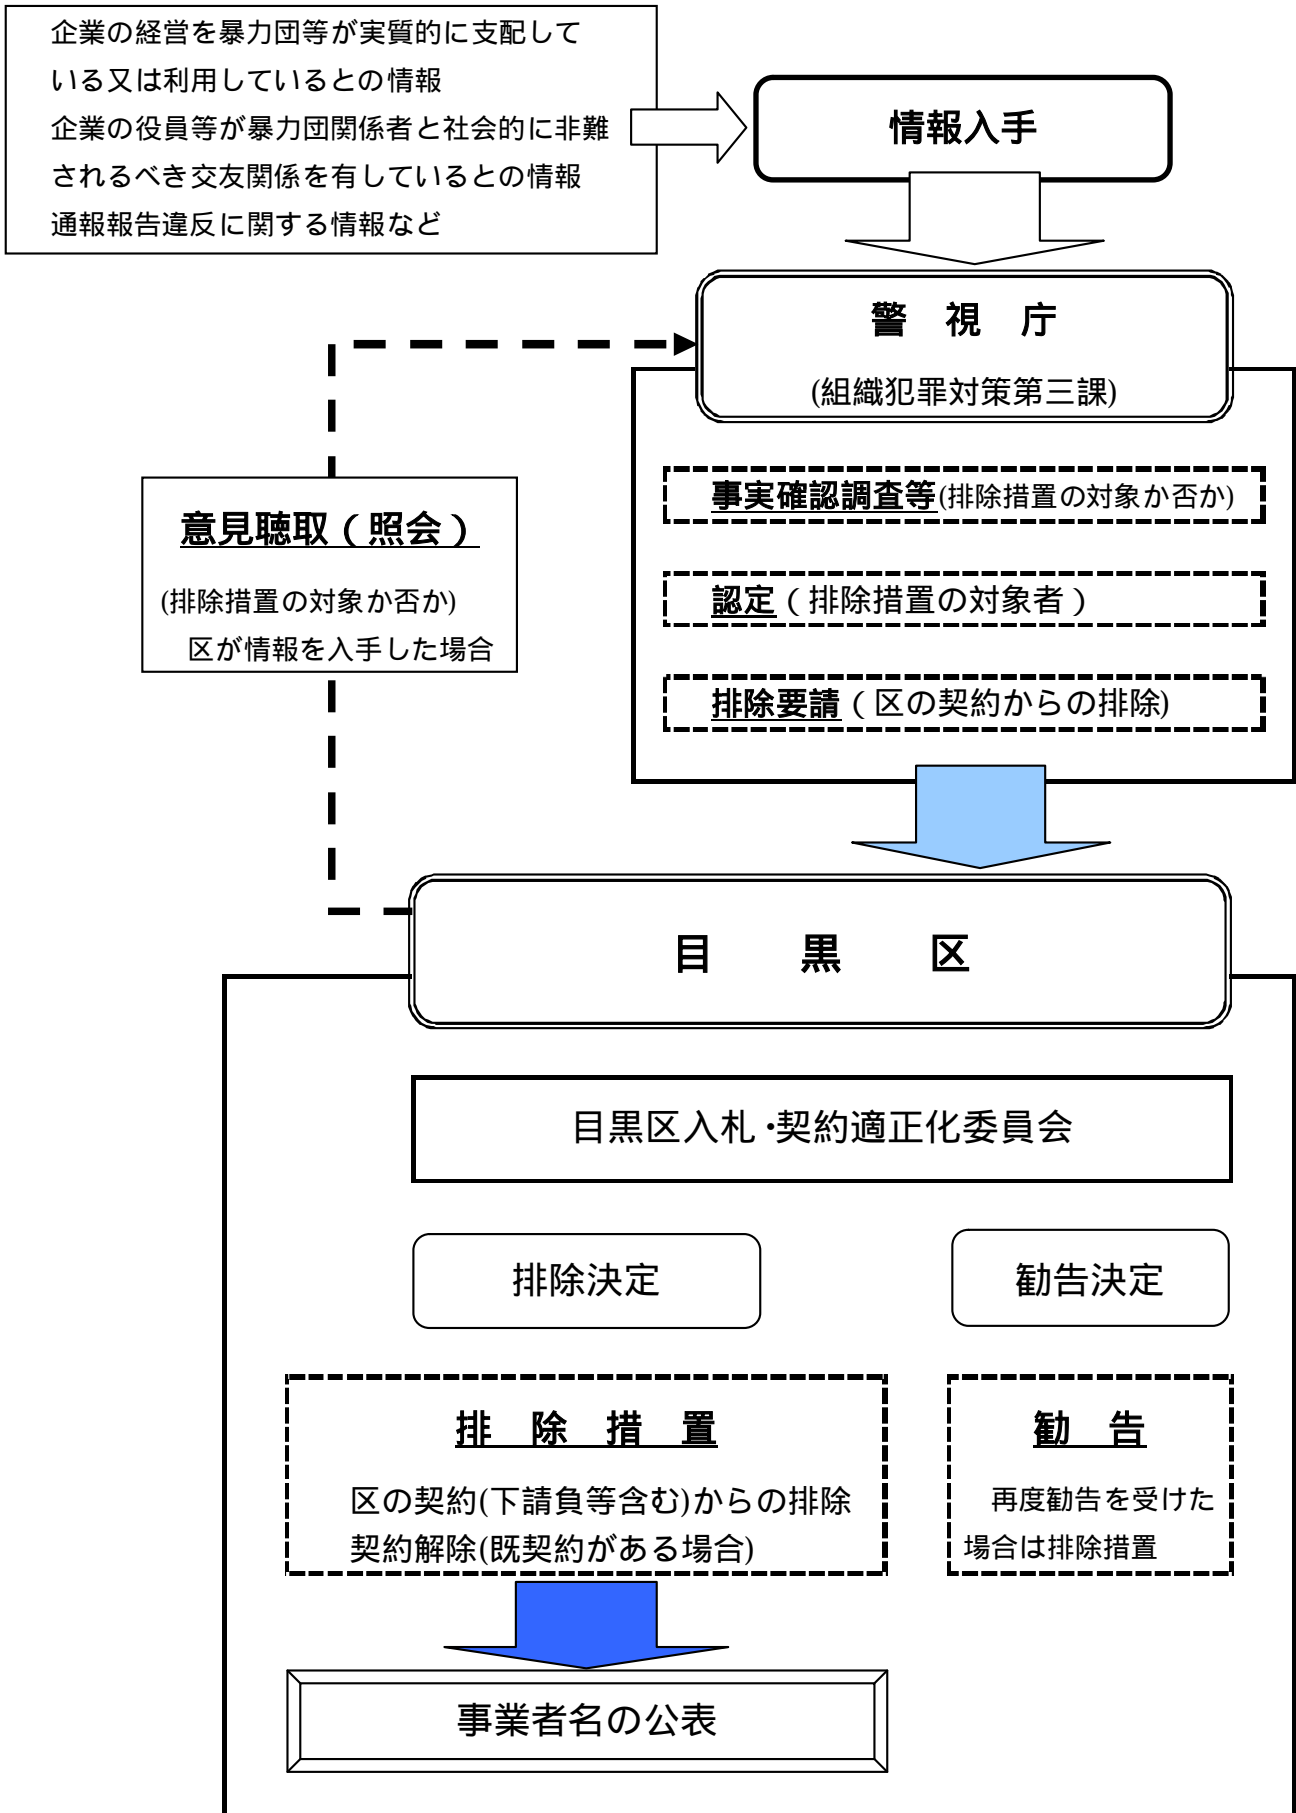 企業の経営を暴力団等が実質的に支配して
いる又は利用しているとの情報
企業の役員等が暴力団関係者と社会的に非難
されるべき交友関係を有しているとの情報
通報報告違反に関する情報など
情報入手
警　視　庁
(組織犯罪対策第三課)
事実確認調査等(排除措置の対象か否か)
認定（排除措置の対象者）
排除要請（区の契約からの排除)
意見聴取（照会）
(排除措置の対象か否か)
区が情報を入手した場合
目　黒　区
目黒区入札・契約適正化委員会
排除決定
勧告決定
排　除　措　置
区の契約(下請負等含む)からの排除
契約解除(既契約がある場合)
勧　告
再度勧告を受けた
場合は排除措置
事業者名の公表